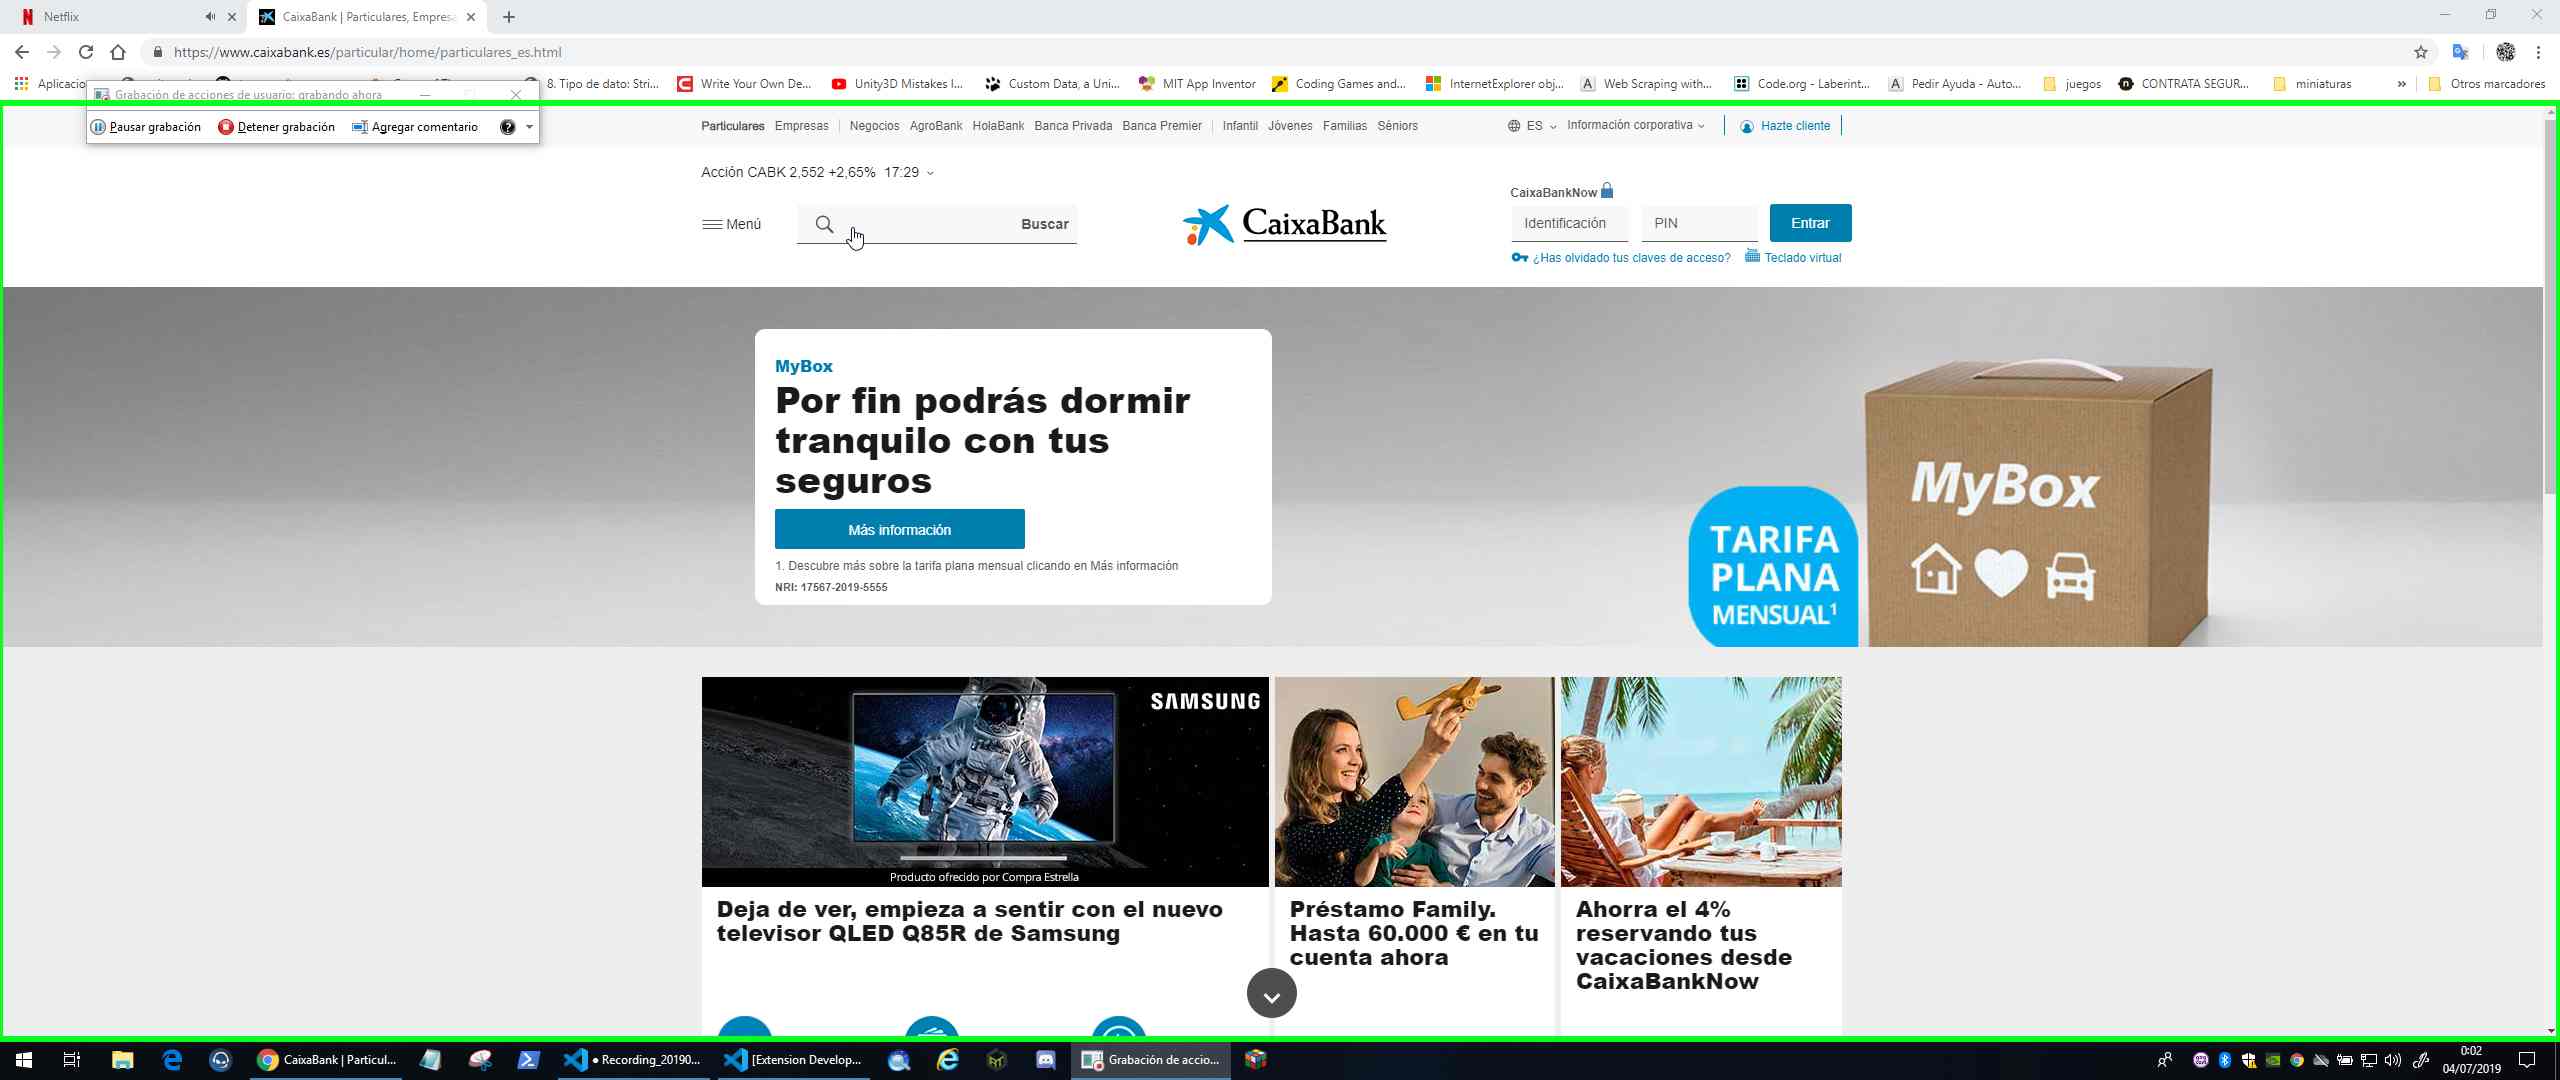 Netflix
CaixaBank | Particulares, Empresa
https://www.caixabank.es/particular/home/particulares_es.html
Aplicacio
8. Tipo de dato: Stri...
Write Your Own De...
Unity3D Mistakes I...
Custom Data, a Uni...
MIT App Inventor
Coding Games and...
InternetExplorer obj...
Web Scraping with...
Code.org - Laberint...
Pedir Ayuda - Auto...
juegos
CONTRATA SEGUR...
miniaturas
»
Otros marcadores
Grabación de acciones de usuario: grabando ahora
Pausar grabación
Detener grabación
Agregar comentario
Particulares Empresas Negocios AgroBank HolaBank Banca Privada Banca Premier Infantil Jóvenes Familias Séniors
ES
Información corporativa
Hazte cliente
Acción CABK 2,552 +2,65% 17:29
Menú
Buscar
CaixaBank
CaixaBankNow
Identificación
PIN
Entrar
¿Has olvidado tus claves de acceso?
Teclado virtual
MyBox
Por fin podrás dormir
tranquilo con tus
seguros
Más información
1. Descubre más sobre la tarifa plana mensual clicando en Más información
NRI: 17567-2019-5555
TARIFA
PLANA
MENSUAL¹
MyBox
SAMSUNG
Producto ofrecido por Compra Estrella
Deja de ver, empieza a sentir con el nuevo
televisor QLED Q85R de Samsung
Préstamo Family.
Hasta 60.000 € en tu
cuenta ahora
Ahorra el 4%
reservando tus
vacaciones desde
CaixaBankNow
CaixaBank | Particul...
● Recording_20190...
[Extension Develop...
Grabación de accio...
0:02
04/07/2019